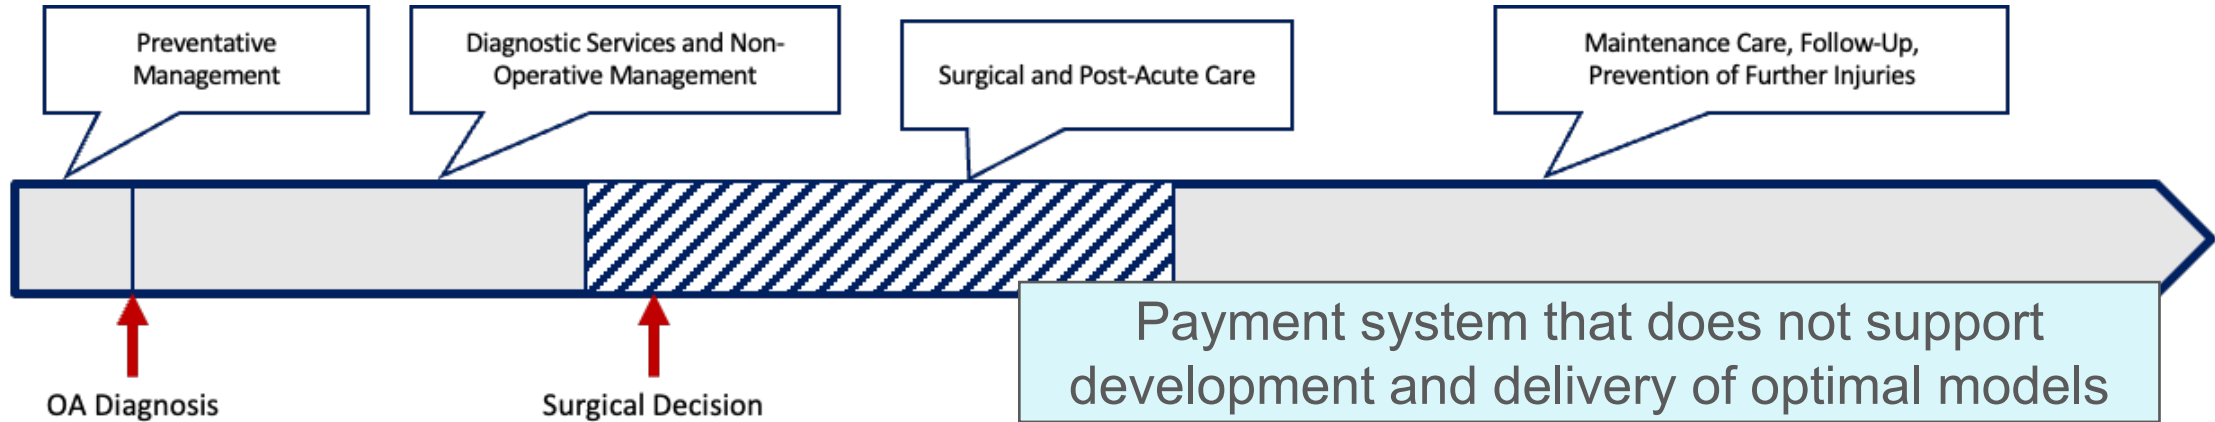 Preventative
Management
Diagnostic Services and Non-
Operative Management
Surgical and Post-Acute Care
Maintenance Care, Follow-Up,
Prevention of Further Injuries
OA Diagnosis
Surgical Decision
Payment system that does not support
development and delivery of optimal models